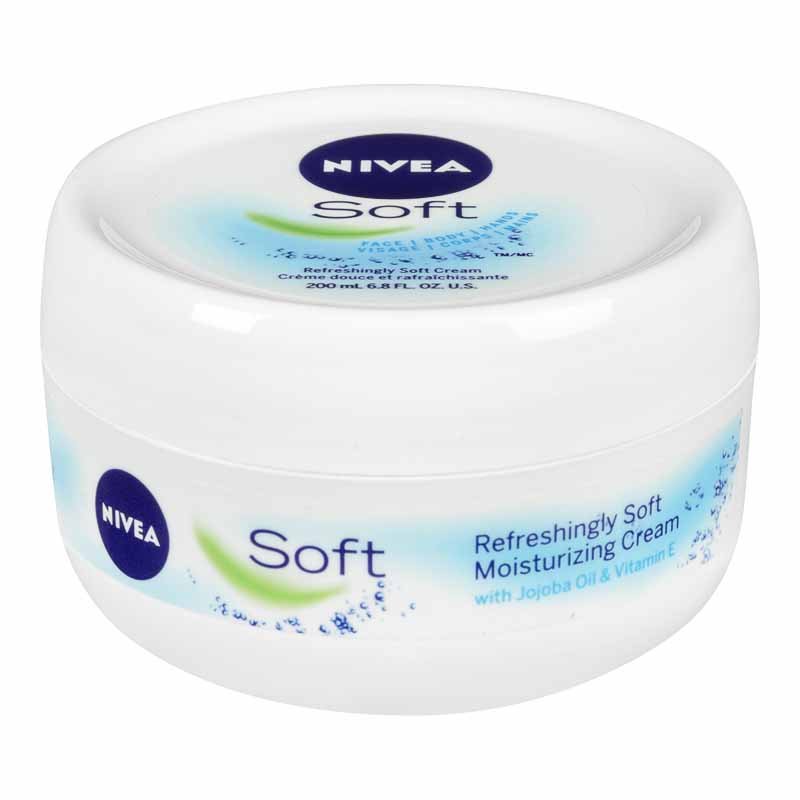 NIVEA
Soft
FACE | BODY | HANDS
VISAGE | CORPS | MAINS
TM/MC
Refreshingly Soft Cream
Crème douce et rafraîchissante
200 mL 6.8 FL. OZ. U.S.
NIVEA
Soft
Refreshingly Soft
Moisturizing Cream
with Jojoba Oil & Vitamin E